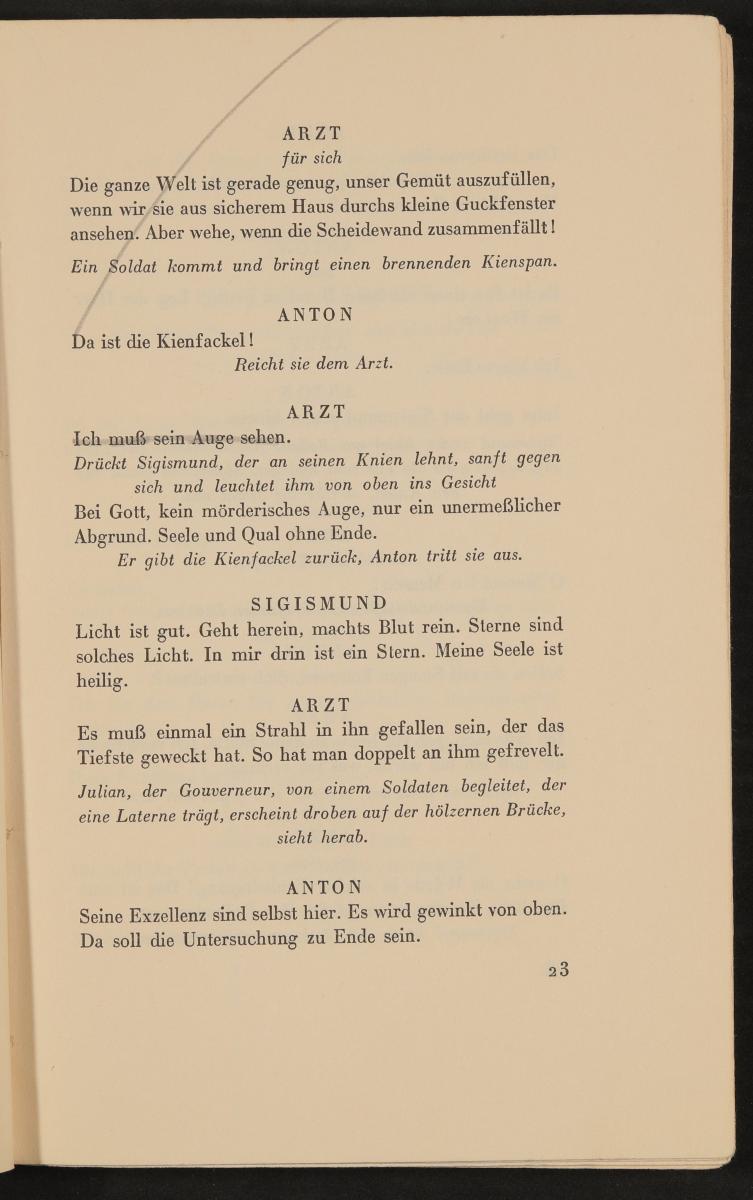 ARZT
für sich
Die ganze Welt ist gerade genug, unser Gemüt auszufüllen,
wenn wir sie aus sicherem Haus durchs kleine Guckfenster
ansehen. Aber wehe, wenn die Scheidewand zusammenfällt!
Ein Soldat kommt und bringt einen brennenden Kienspan.
ANTON
Da ist die Kienfackel!
Reicht sie dem Arzt.
ARZT
Ich muß sein Auge sehen.
Drückt Sigismund, der an seinen Knien lehnt, sanft gegen
sich und leuchtet ihm von oben ins Gesicht
Bei Gott, kein mörderisches Auge, nur ein unermeßlicher
Abgrund. Seele und Qual ohne Ende.
Er gibt die Kienfackel zurück, Anton tritt sie aus.
SIGISMUND
Licht ist gut. Geht herein, machts Blut rein. Sterne sind
solches Licht. In mir drin ist ein Stern. Meine Seele ist
heilig.
ARZT
Es muß einmal ein Strahl in ihn gefallen sein, der das
Tiefste geweckt hat. So hat man doppelt an ihm gefrevelt.
Julian, der Gouverneur, von einem Soldaten begleitet, der
eine Laterne trägt, erscheint droben auf der hölzernen Brücke,
sieht herab.
ANTON
Seine Exzellenz sind selbst hier. Es wird gewinkt von oben.
Da soll die Untersuchung zu Ende sein.
23